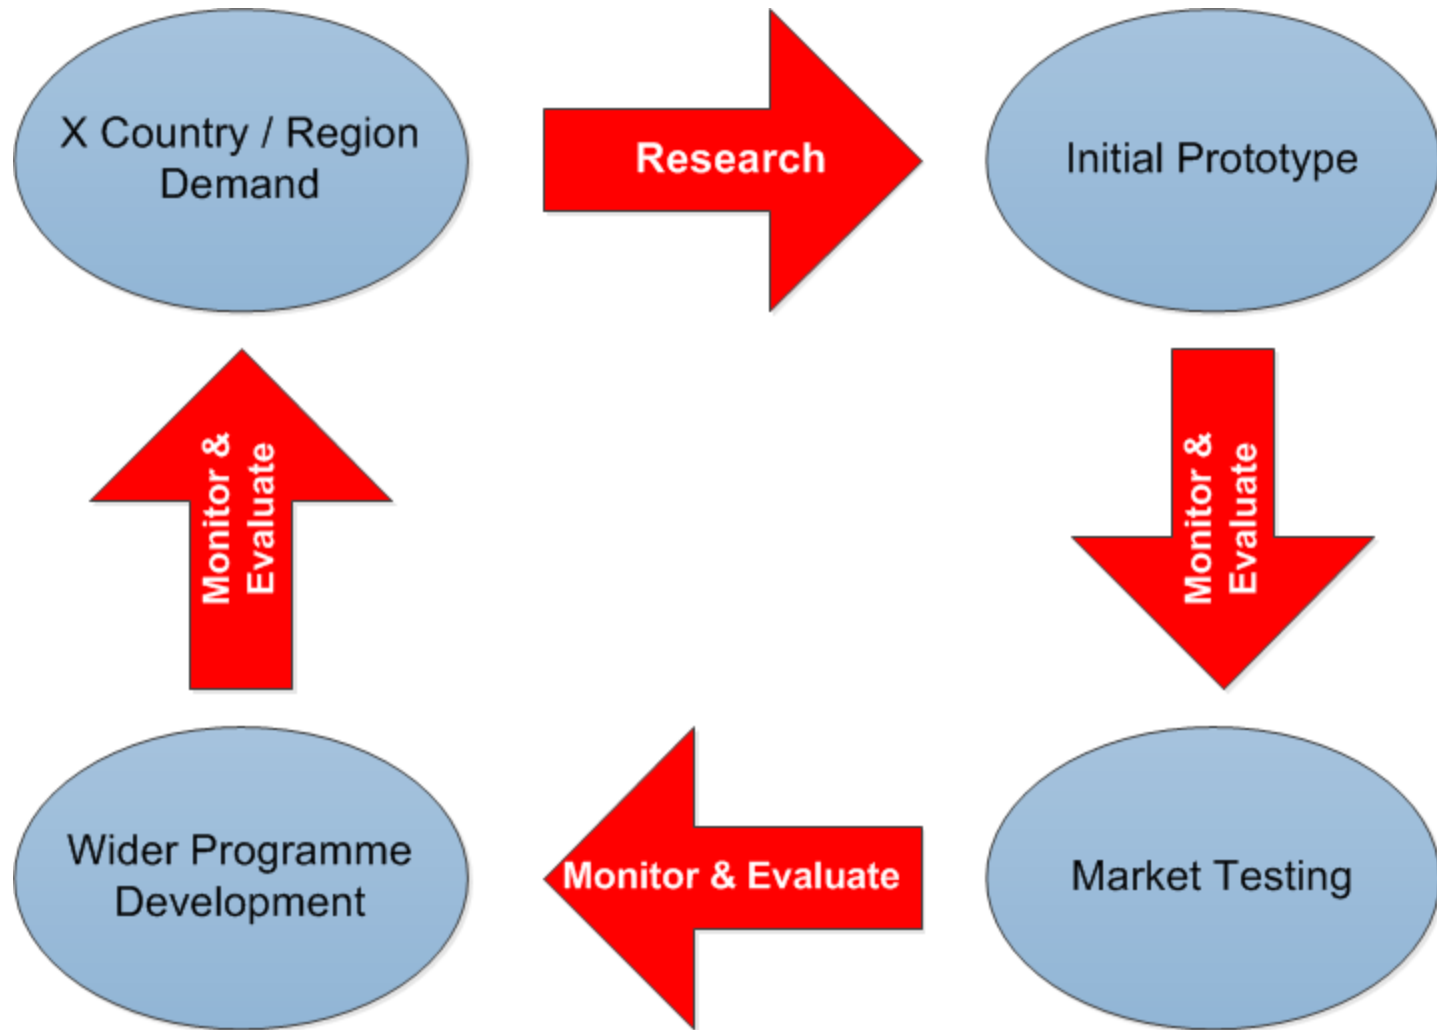 X Country / Region
Demand
Research
Initial Prototype
Monitor &
Evaluate
Monitor &
Evaluate
Wider Programme
Development
Monitor & Evaluate
Market Testing